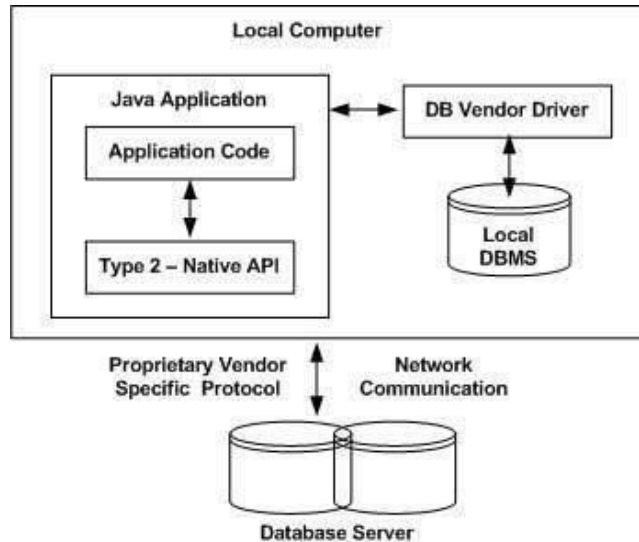 Local Computer
Java Application
DB Vendor Driver
Application Code
Type 2 – Native API
Local
DBMS
Proprietary Vendor
Specific Protocol
Network
Communication
Database Server